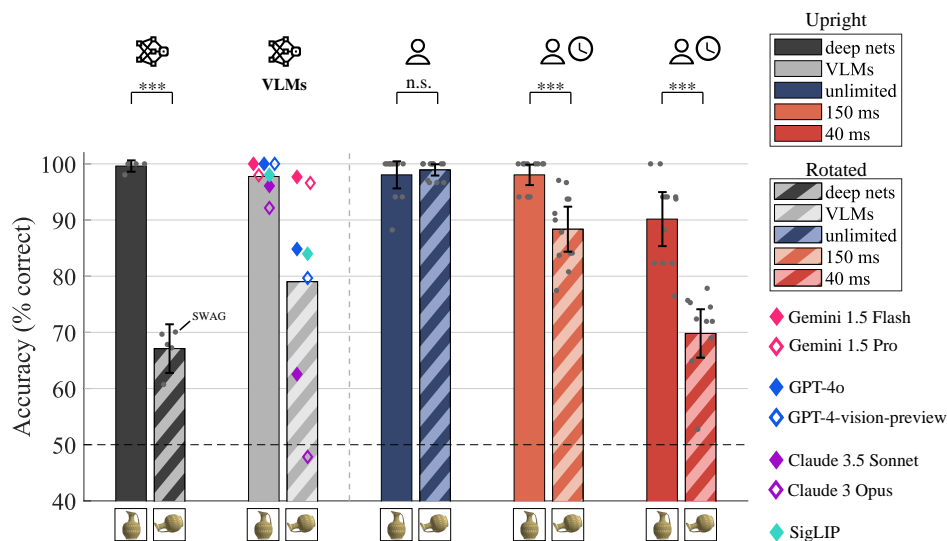 Upright
deep nets
VLMs
unlimited
150 ms
40 ms
Rotated
deep nets
VLMs
unlimited
150 ms
40 ms
Gemini 1.5 Flash
Gemini 1.5 Pro
GPT-4o
GPT-4-vision-preview
Claude 3.5 Sonnet
Claude 3 Opus
SigLIP
VLMs
*** n.s. *** ***
SWAG
Accuracy (% correct)
100
90
80
70
60
50
40